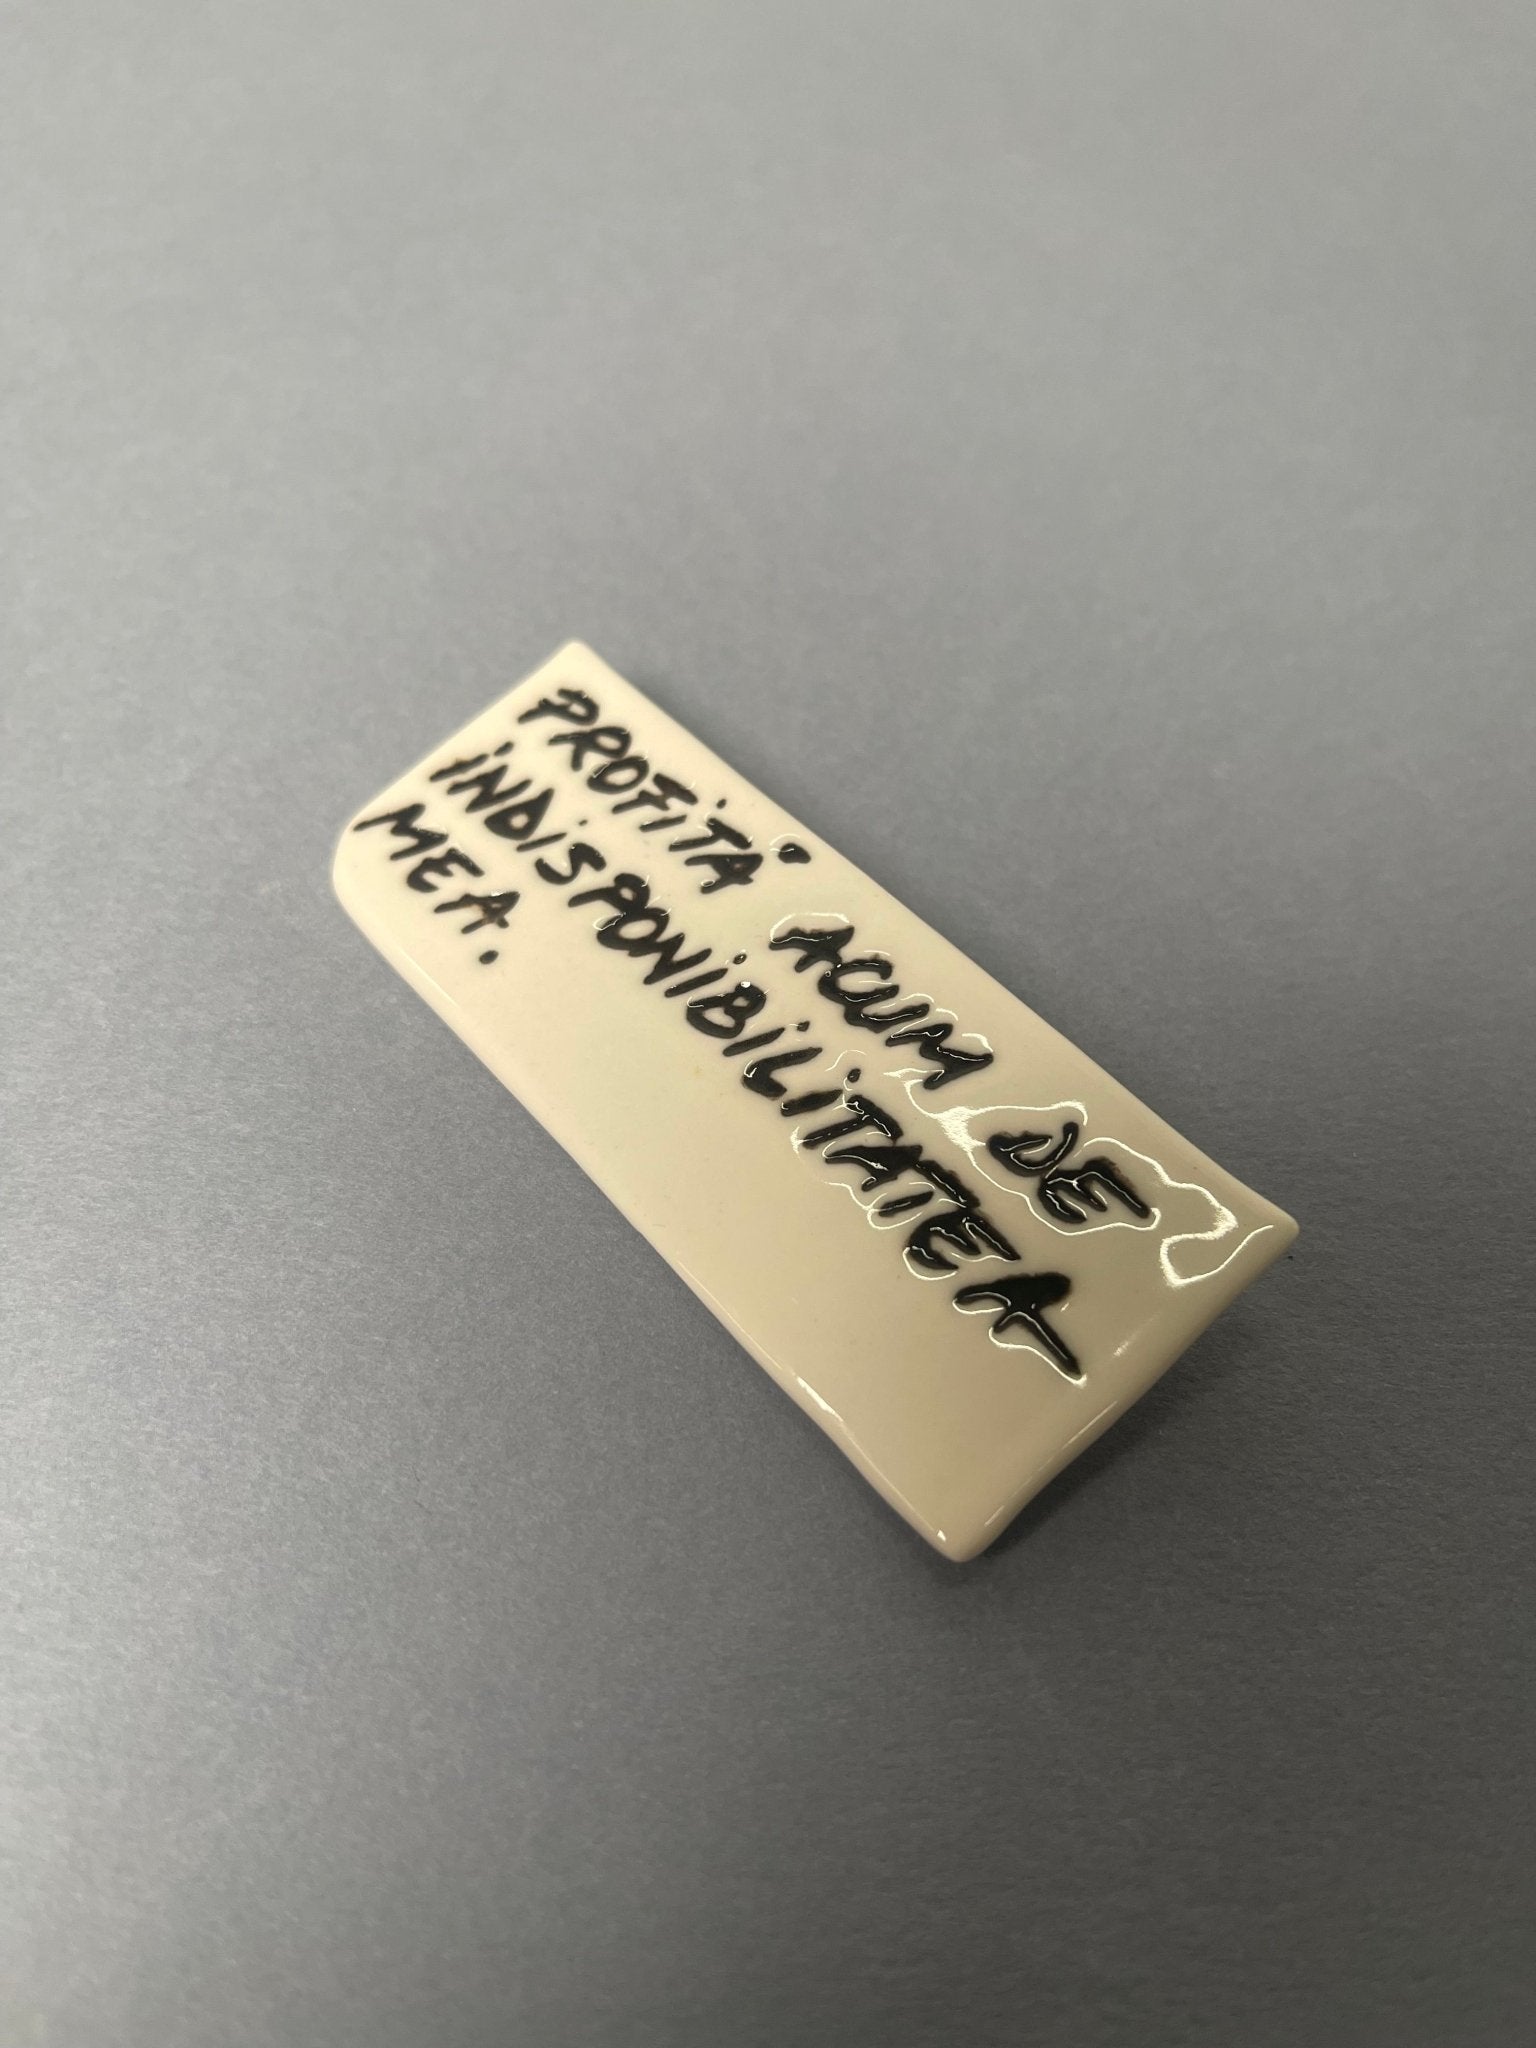 PROFiTĂ ACUM DE
iNDiSPONiBiLiTATEA
MEA.